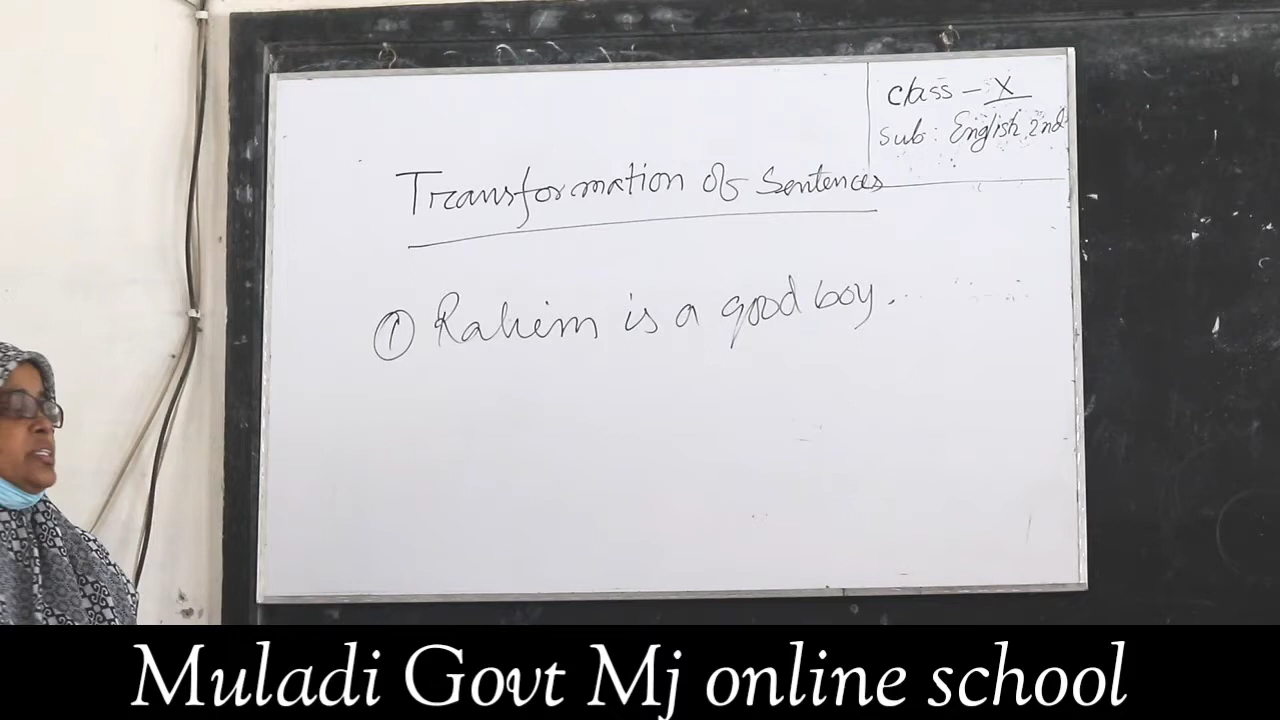 Class - X
Sub: English 2nd
Transformation of Sentences
① Rahim is a good boy.
Muladi Govt Mj online school